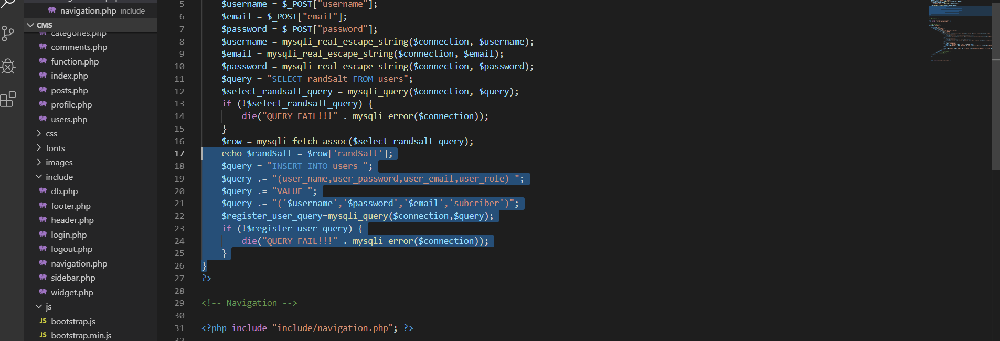 navigation.php include
CMS
categories.php
comments.php
function.php
index.php
posts.php
profile.php
users.php
css
fonts
images
include
db.php
footer.php
header.php
login.php
logout.php
navigation.php
sidebar.php
widget.php
js
JS bootstrap.js
JS bootstrap.min.js
5 $username = $_POST["username"];
6 $email = $_POST["email"];
7 $password = $_POST["password"];
8 $username = mysqli_real_escape_string($connection, $username);
9 $email = mysqli_real_escape_string($connection, $email);
10 $password = mysqli_real_escape_string($connection, $password);
11 $query = "SELECT randSalt FROM users";
12 $select_randsalt_query = mysqli_query($connection, $query);
13 if (!$select_randsalt_query) {
14 die("QUERY FAIL!!!" . mysqli_error($connection));
15 }
16 $row = mysqli_fetch_assoc($select_randsalt_query);
17 echo $randSalt = $row['randSalt'];
18 $query = "INSERT INTO users ";
19 $query .= "(user_name,user_password,user_email,user_role) ";
20 $query .= "VALUE ";
21 $query .= "('$username','$password','$email','subcriber')";
22 $register_user_query=mysqli_query($connection,$query);
23 if (!$register_user_query) {
24 die("QUERY FAIL!!!" . mysqli_error($connection));
25 }
26 }
27 ?>
28
29 <!-- Navigation -->
30
31 <?php include "include/navigation.php"; ?>
32